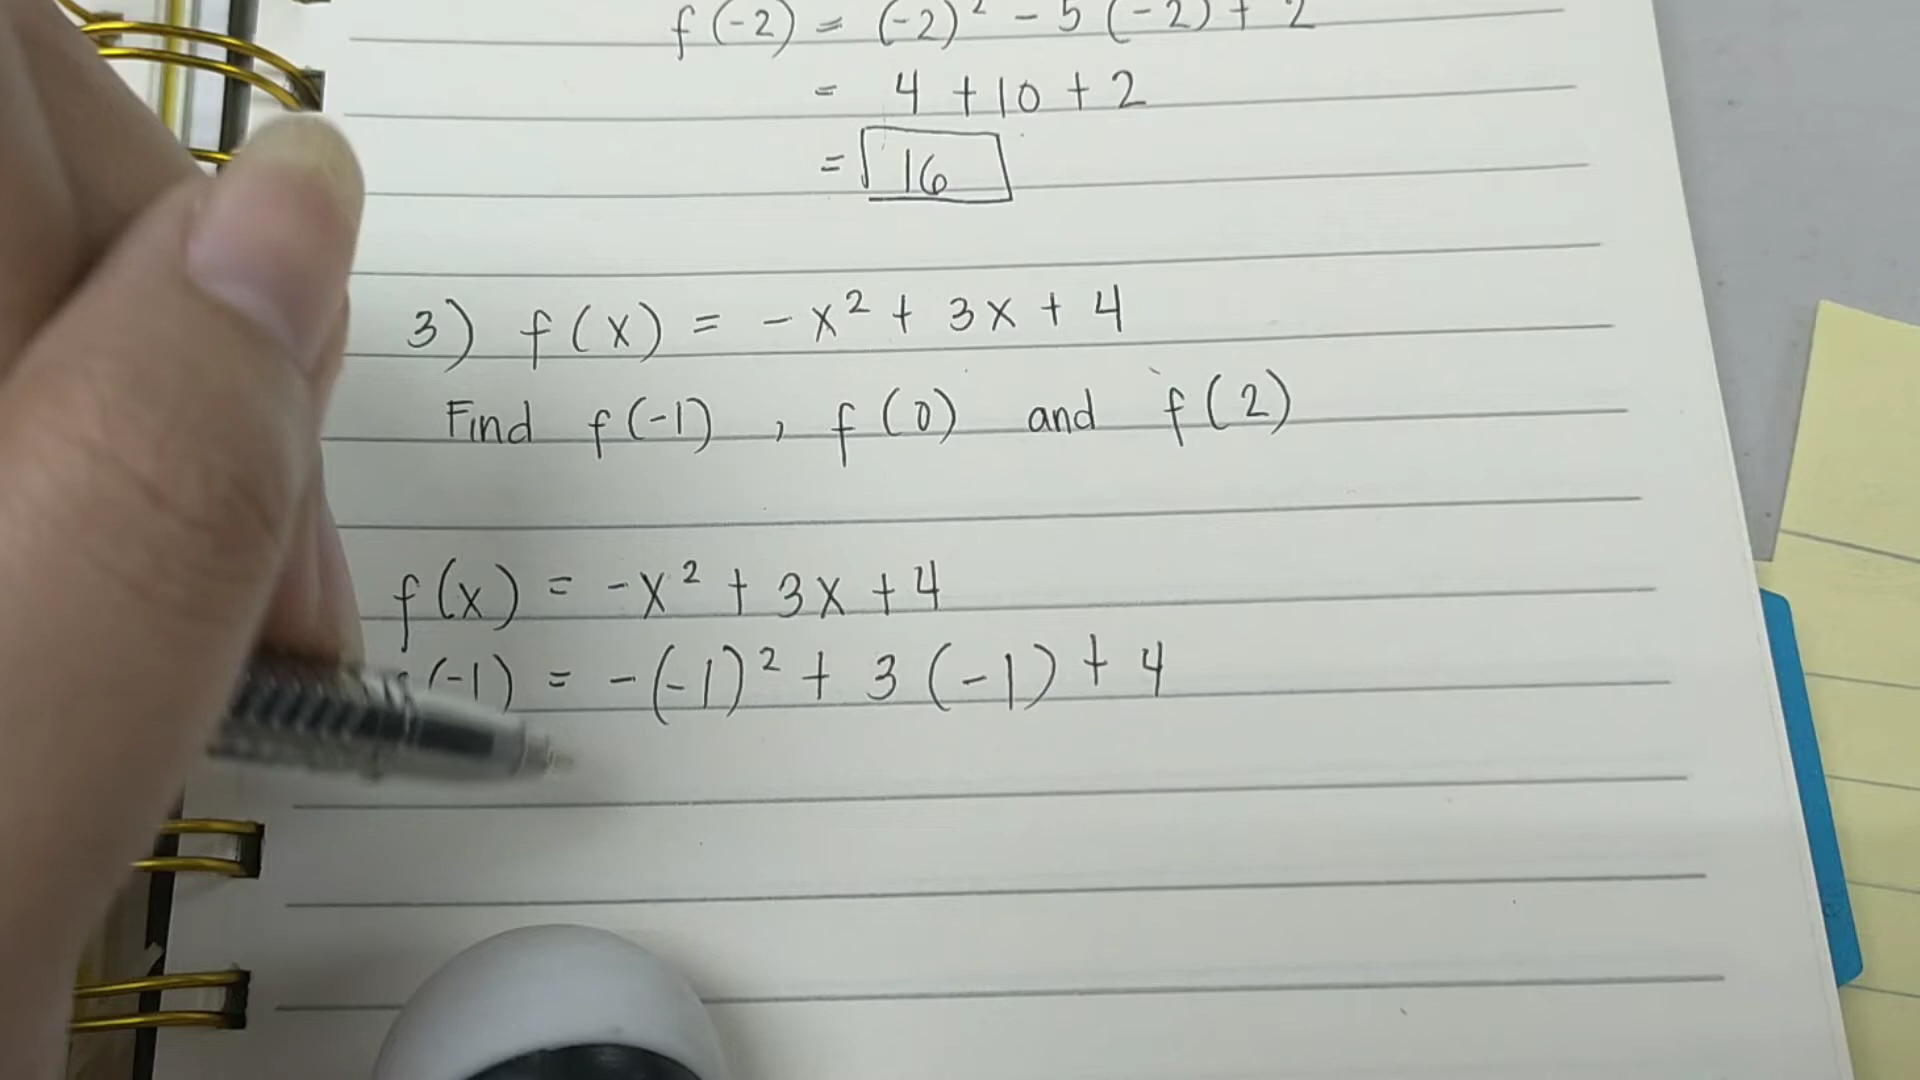 f(-2) = (-2)² - 5(-2) + 2
= 4 + 10 + 2
= 16
3) f(x) = -x² + 3x + 4
Find f(-1), f(0) and f(2)
f(x) = -x² + 3x + 4
f(-1) = -(-1)² + 3(-1) + 4